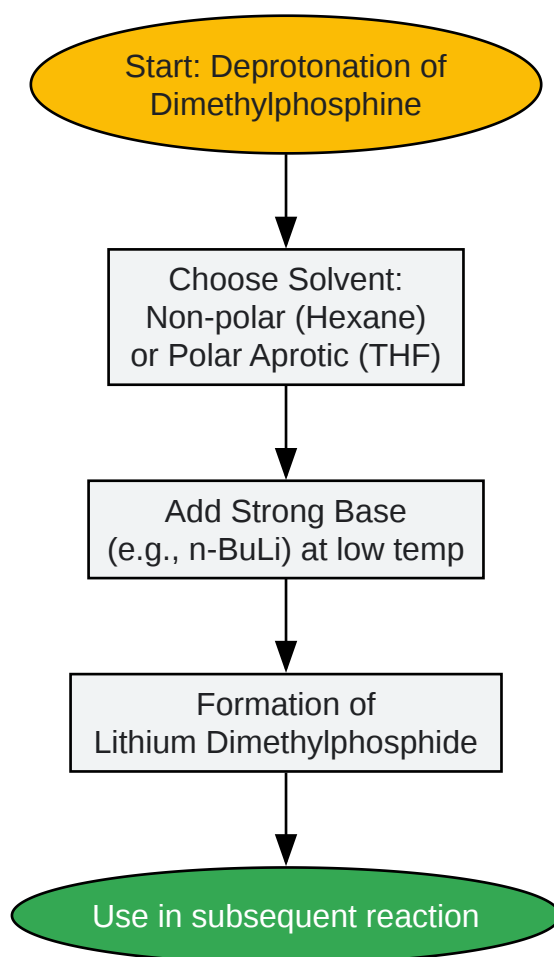 Start: Deprotonation of
Dimethylphosphine
Choose Solvent:
Non-polar (Hexane)
or Polar Aprotic (THF)
Add Strong Base
(e.g., n-BuLi) at low temp
Formation of
Lithium Dimethylphosphide
Use in subsequent reaction